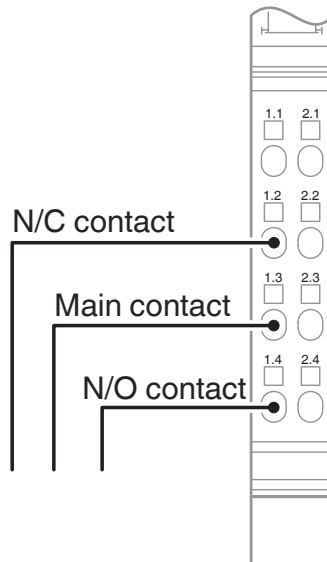 1.1 2.1
1.2 2.2
N/C contact
1.3 2.3
Main contact
1.4 2.4
N/O contact